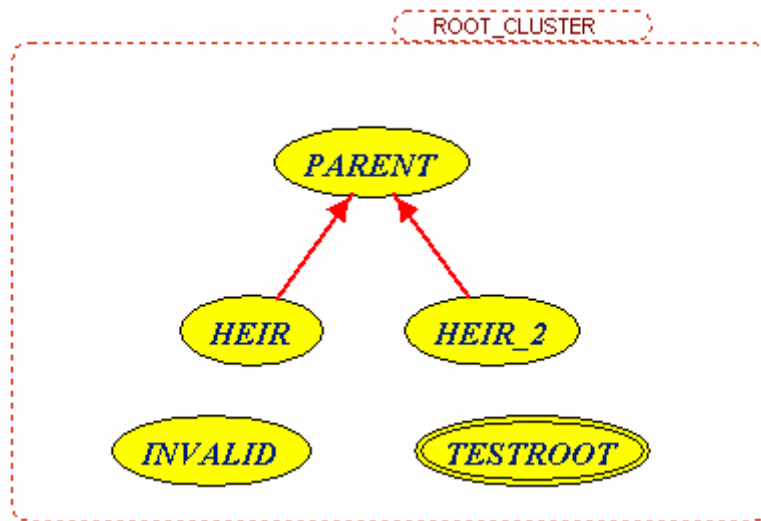 ROOT_CLUSTER
PARENT
HEIR
HEIR_2
INVALID
TESTROOT